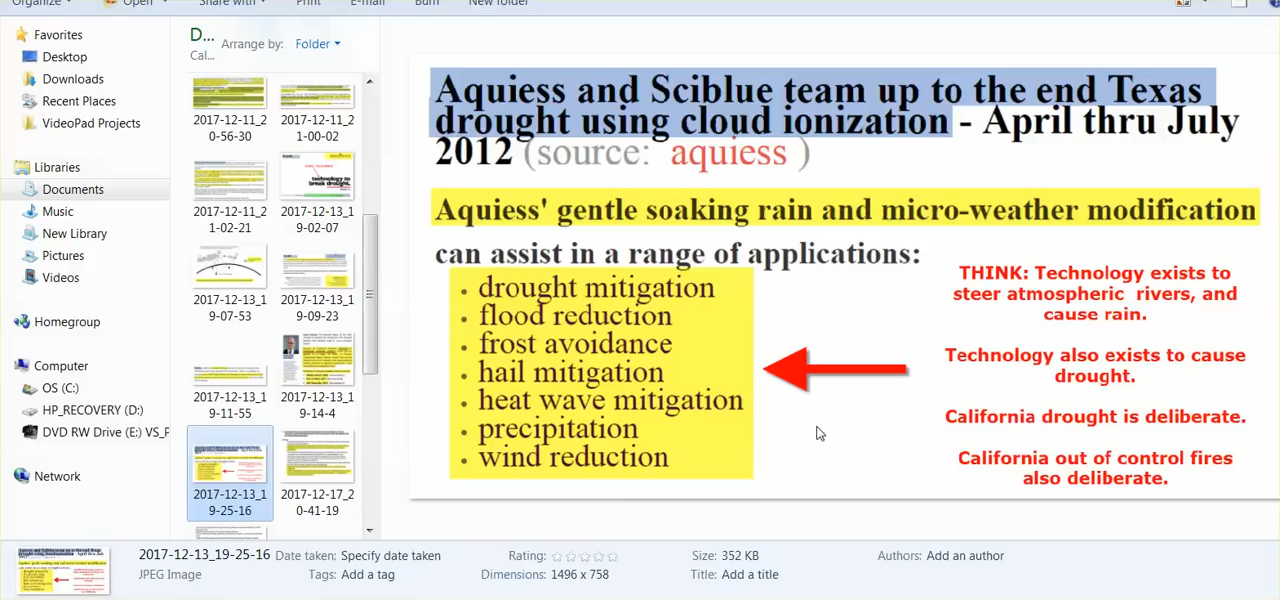 Organize
Open
Share with
Print
E-mail
Burn
New folder
Favorites
Desktop
Downloads
Recent Places
VideoPad Projects
Libraries
Documents
Music
New Library
Pictures
Videos
Homegroup
Computer
OS (C:)
HP_RECOVERY (D:)
DVD RW Drive (E:) VS_P
Network
D...
Cal...
Arrange by: Folder
2017-12-11_2
0-56-30
2017-12-11_2
1-00-02
2017-12-11_2
1-02-21
2017-12-13_1
9-02-07
2017-12-13_1
9-07-53
2017-12-13_1
9-09-23
2017-12-13_1
9-11-55
2017-12-13_1
9-14-4
2017-12-13_1
9-25-16
2017-12-17_2
0-41-19
Aquiess and Sciblue team up to the end Texas
drought using cloud ionization - April thru July
2012 (source: aquiess )
Aquiess' gentle soaking rain and micro-weather modification
can assist in a range of applications:
• drought mitigation
• flood reduction
• frost avoidance
• hail mitigation
• heat wave mitigation
• precipitation
• wind reduction
THINK: Technology exists to
steer atmospheric rivers, and
cause rain.
Technology also exists to cause
drought.
California drought is deliberate.
California out of control fires
also deliberate.
2017-12-13_19-25-16 Date taken: Specify date taken
JPEG Image
Tags: Add a tag
Rating:
Dimensions: 1496 x 758
Size: 352 KB
Title: Add a title
Authors: Add an author